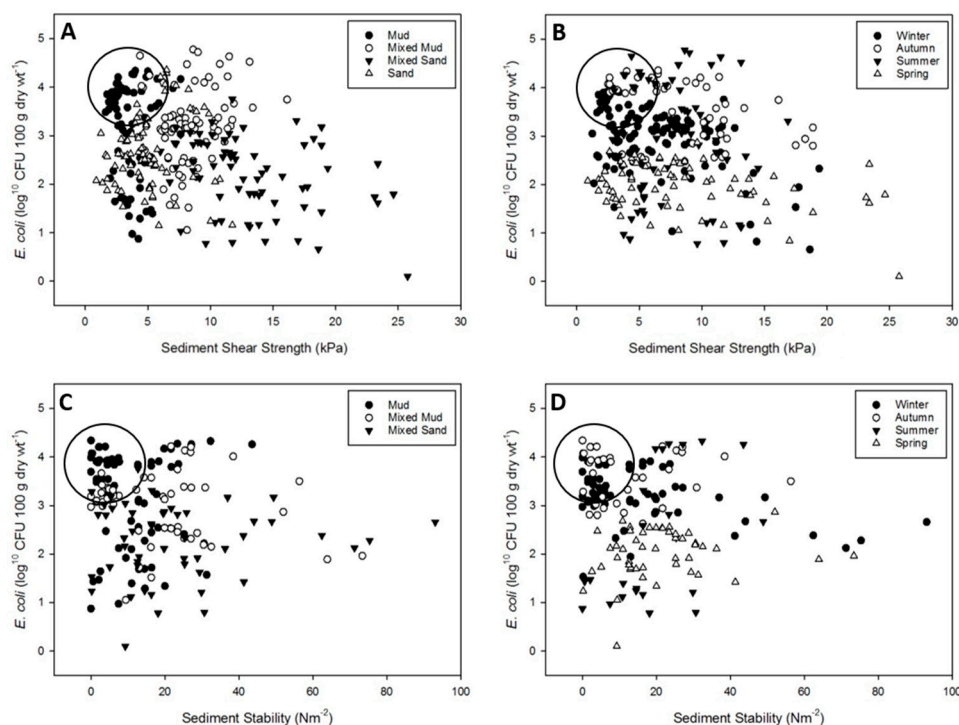 A
Mud
Mixed Mud
Mixed Sand
Sand
5
4
3
2
1
0
E. coli (log¹⁰ CFU 100 g dry wt⁻¹)
0 5 10 15 20 25 30
Sediment Shear Strength (kPa)
B
Winter
Autumn
Summer
Spring
5
4
3
2
1
0
E. coli (log¹⁰ CFU 100 g dry wt⁻¹)
0 5 10 15 20 25 30
Sediment Shear Strength (kPa)
C
Mud
Mixed Mud
Mixed Sand
5
4
3
2
1
0
E. coli (log¹⁰ CFU 100 g dry wt⁻¹)
0 20 40 60 80 100
Sediment Stability (Nm⁻²)
D
Winter
Autumn
Summer
Spring
5
4
3
2
1
0
E. coli (log¹⁰ CFU 100 g dry wt⁻¹)
0 20 40 60 80 100
Sediment Stability (Nm⁻²)